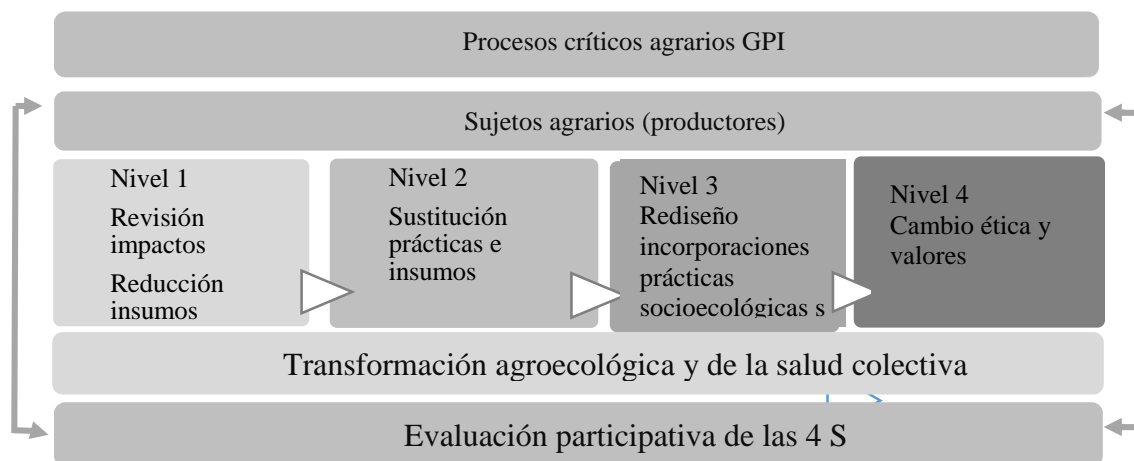 Procesos críticos agrarios GPI
Sujetos agrarios (productores)
Nivel 1
Revisión
impactos
Reducción
insumos
Nivel 2
Sustitución
prácticas e
insumos
Nivel 3
Rediseño
incorporaciones
prácticas
socioecológicas s
Nivel 4
Cambio ética y
valores
Transformación agroecológica y de la salud colectiva
Evaluación participativa de las 4 S